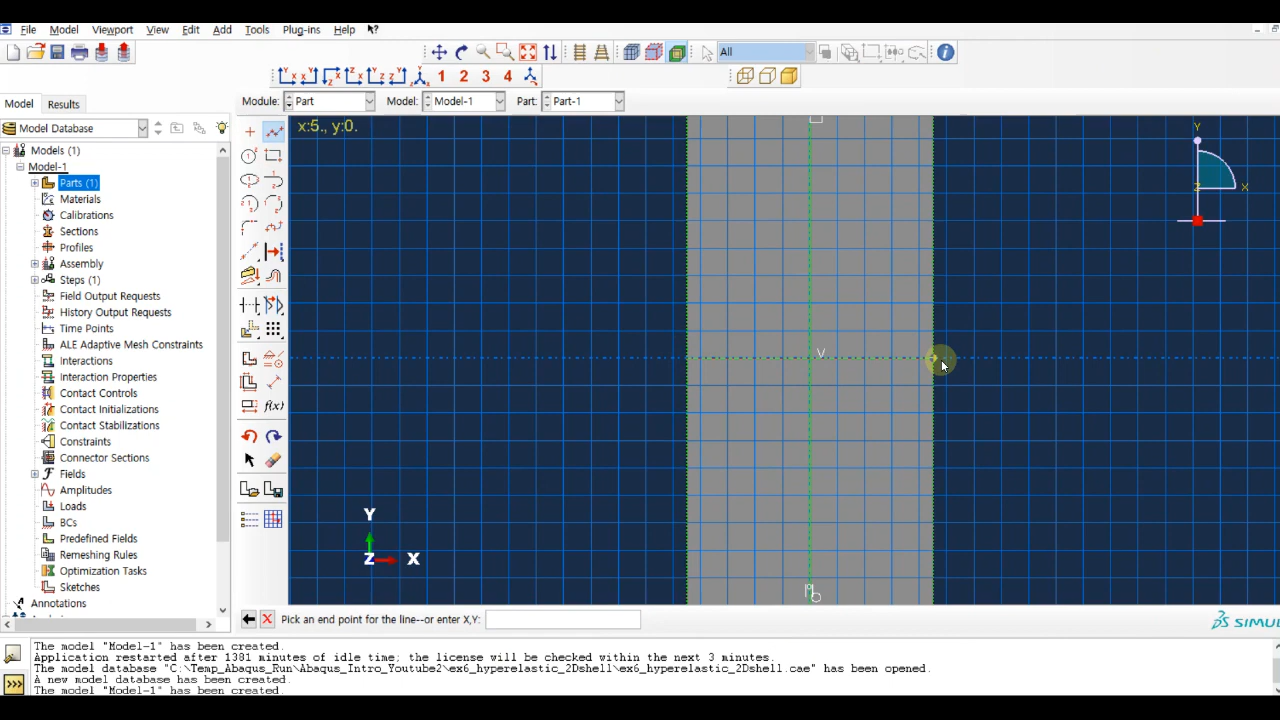 File Model Viewport View Edit Add Tools Plug-ins Help
All
1 2 3 4
Model Results
Module: Part Model: Model-1 Part: Part-1
Model Database
x:5., y:0.
Models (1)
Model-1
Parts (1)
Materials
Calibrations
Sections
Profiles
Assembly
Steps (1)
Field Output Requests
History Output Requests
Time Points
ALE Adaptive Mesh Constraints
Interactions
Interaction Properties
Contact Controls
Contact Initializations
Contact Stabilizations
Constraints
Connector Sections
Fields
Amplitudes
Loads
BCs
Predefined Fields
Remeshing Rules
Optimization Tasks
Sketches
Annotations
f(x)
V
Y
Z X
Y
Z X
Pick an end point for the line--or enter X,Y:
SIMUL
The model "Model-1" has been created.
Application restarted after 1381 minutes of idle time; the license will be checked within the next 3 minutes.
The model database "C:\Temp_Abaqus_Run\Abaqus_Intro_Youtube2\ex6_hyperelastic_2Dshell\ex6_hyperelastic_2Dshell.cae" has been opened.
A new model database has been created.
The model "Model-1" has been created.